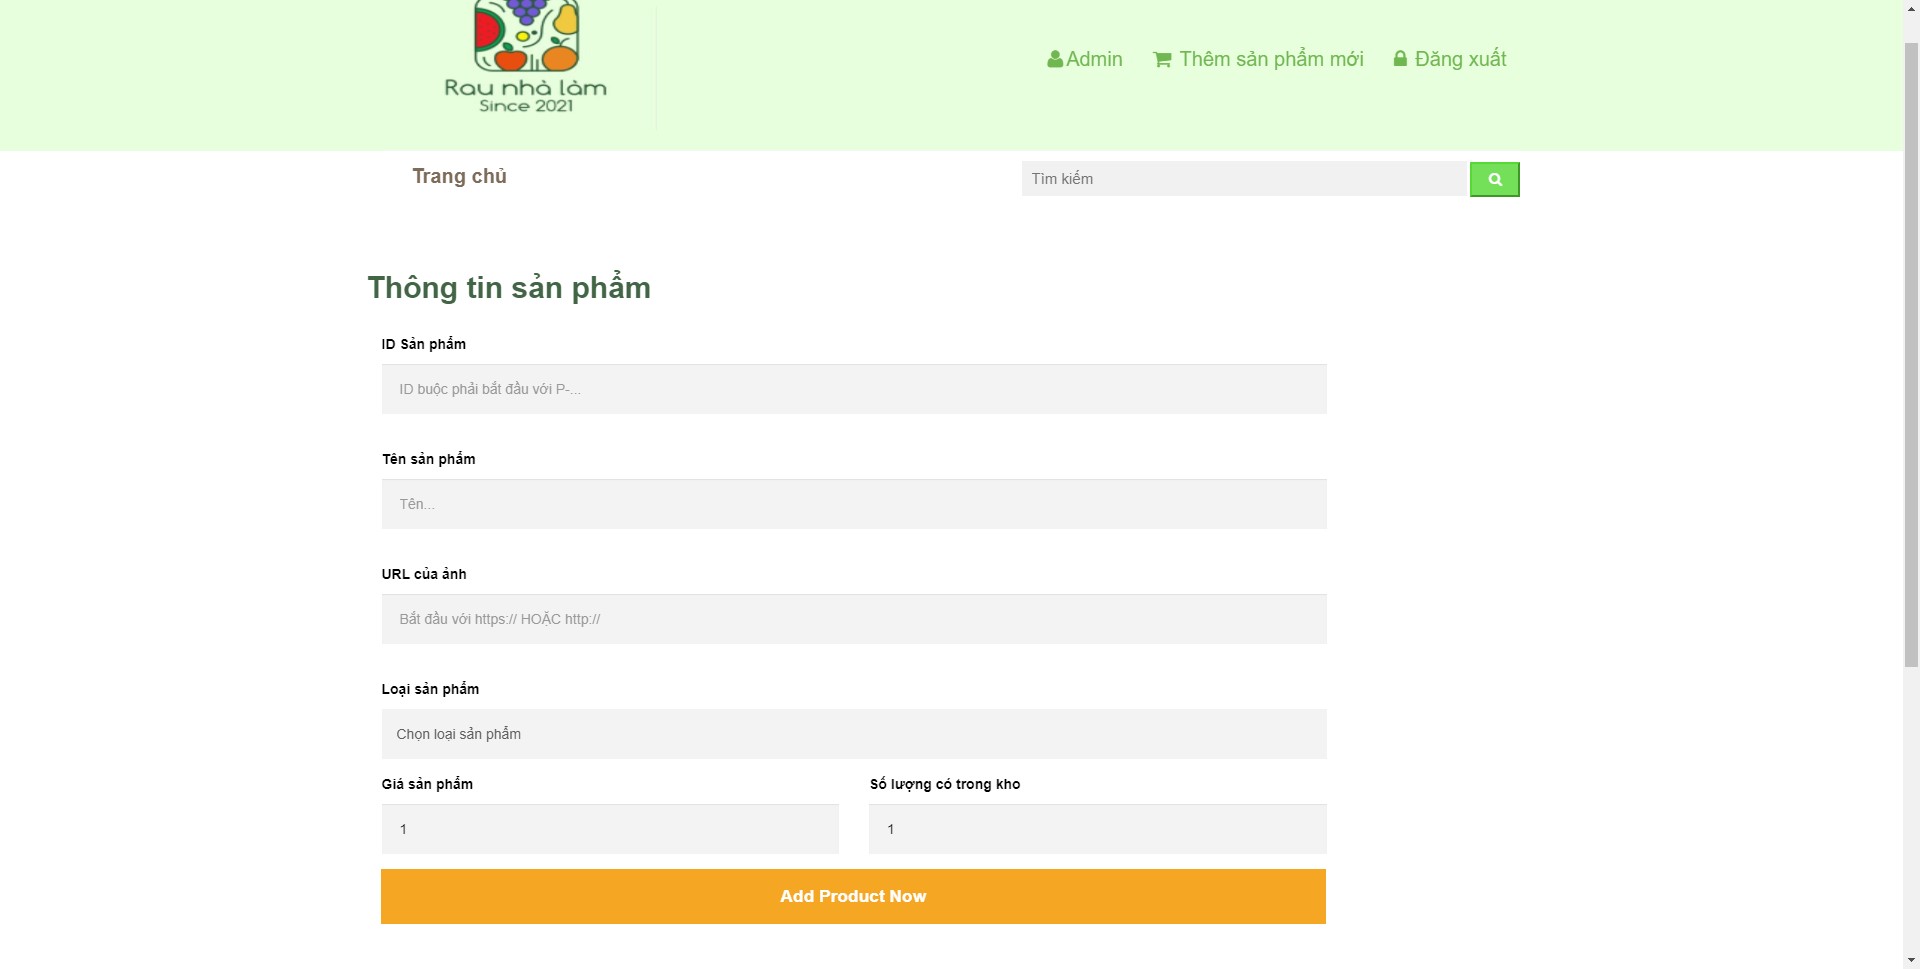 Rau nhà làm
Since 2021
Admin
Thêm sản phẩm mới
Đăng xuất
Trang chủ
Tìm kiếm
Thông tin sản phẩm
ID Sản phẩm
ID buộc phải bắt đầu với P-...
Tên sản phẩm
Tên...
URL của ảnh
Bắt đầu với https:// HOẶC http://
Loại sản phẩm
Chọn loại sản phẩm
Giá sản phẩm
Số lượng có trong kho
1
1
Add Product Now